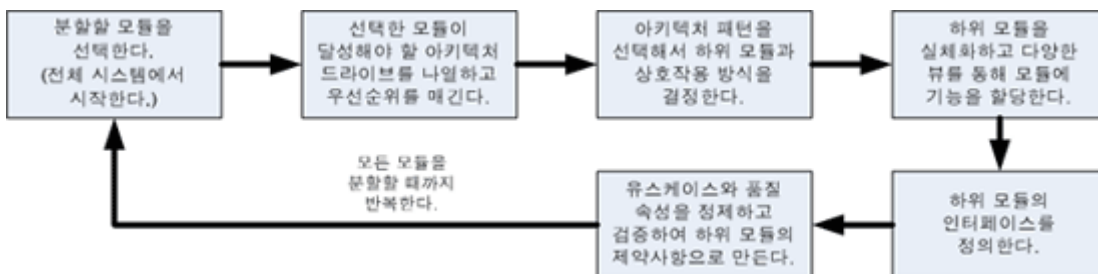 분할할 모듈을
선택한다.
(전체 시스템에서
시작한다.)
선택한 모듈이
달성해야 할 아키텍처
드라이브를 나열하고
우선순위를 매긴다.
아키텍처 패턴을
선택해서 하위 모듈과
상호작용 방식을
결정한다.
하위 모듈을
실체화하고 다양한
뷰를 통해 모듈에
기능을 할당한다.
하위 모듈의
인터페이스를
정의한다.
유스케이스와 품질
속성을 정제하고
검증하여 하위 모듈의
제약사항으로 만든다.
모든 모듈을
분할할 때까지
반복한다.